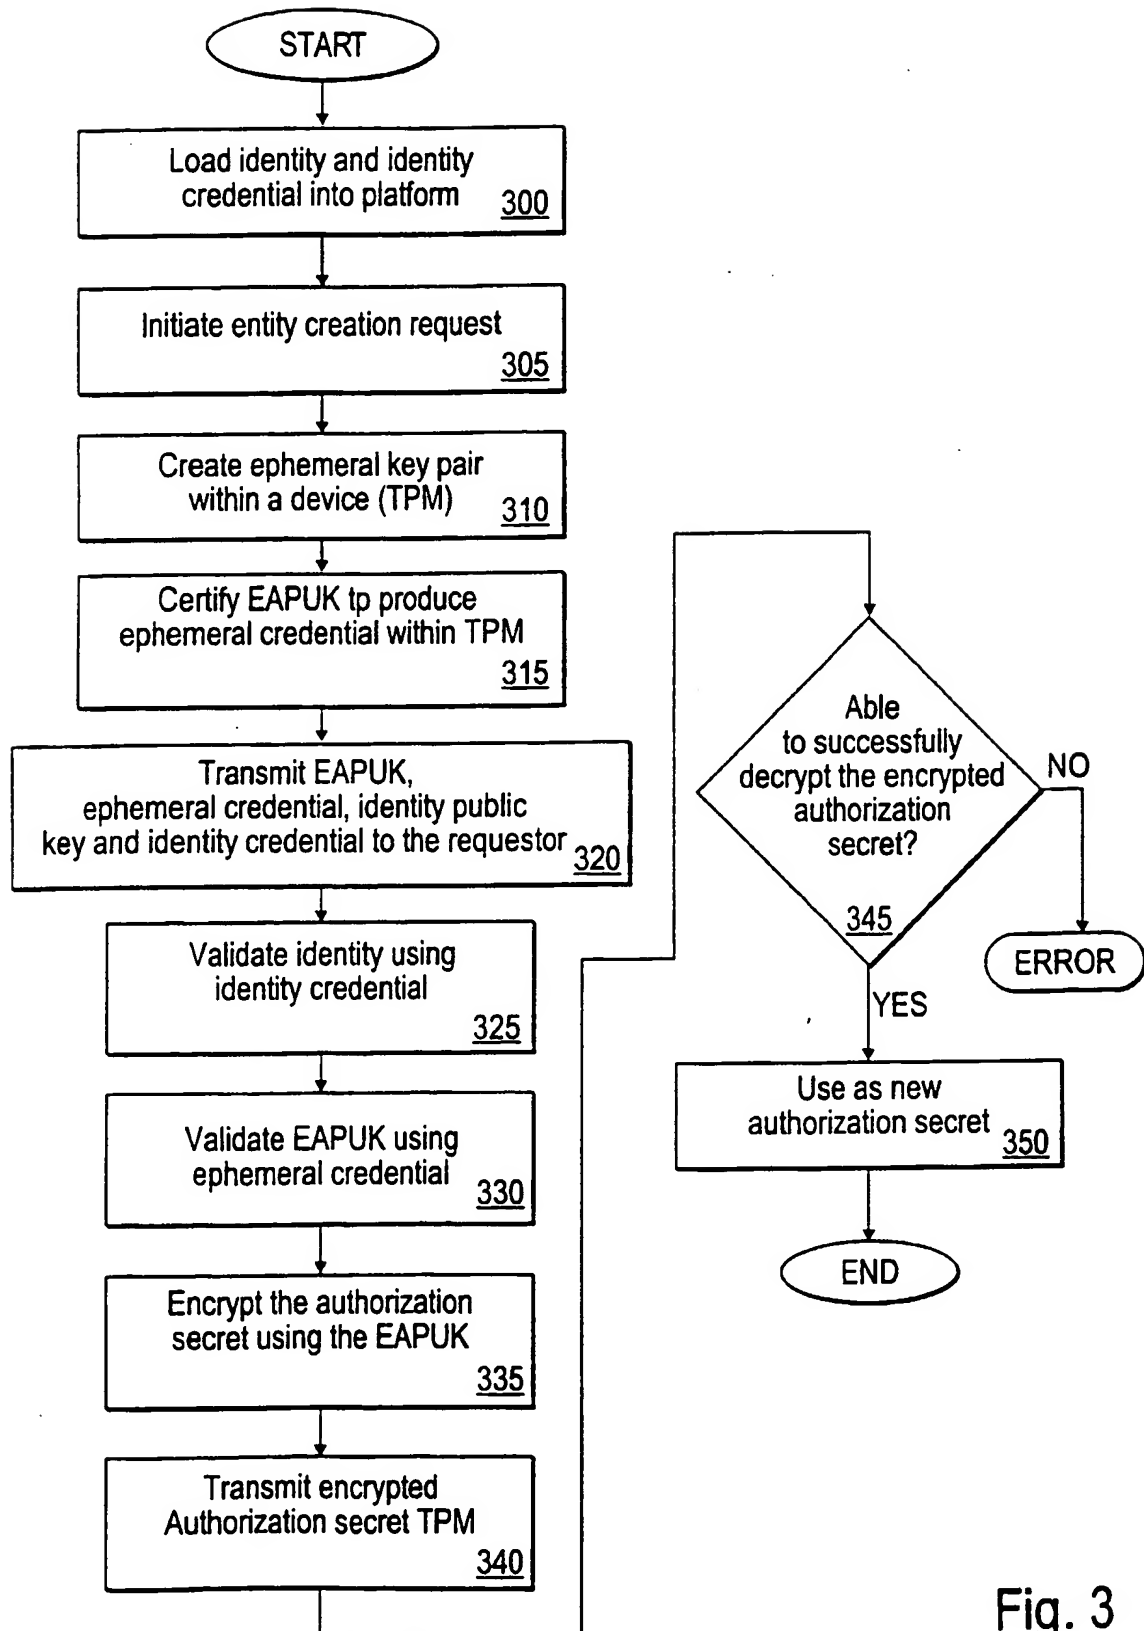 START
Load identity and identity
credential into platform
300
Initiate entity creation request
305
Create ephemeral key pair
within a device (TPM)
310
Certify EAPUK tp produce
ephemeral credential within TPM
315
Transmit EAPUK,
ephemeral credential, identity public
key and identity credential to the requestor
320
Validate identity using
identity credential
325
Validate EAPUK using
ephemeral credential
330
Encrypt the authorization
secret using the EAPUK
335
Transmit encrypted
Authorization secret TPM
340
Able
to successfully
decrypt the encrypted
authorization
secret?
345
NO
ERROR
YES
Use as new
authorization secret
350
END
Fig. 3